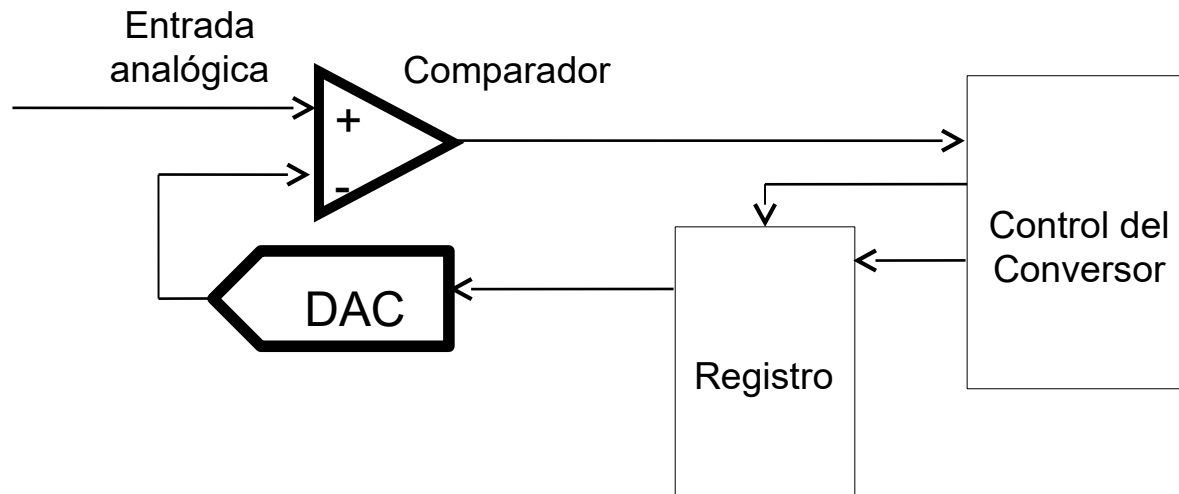 Entrada
analógica
Comparador
+
-
Control del
Conversor
DAC
Registro